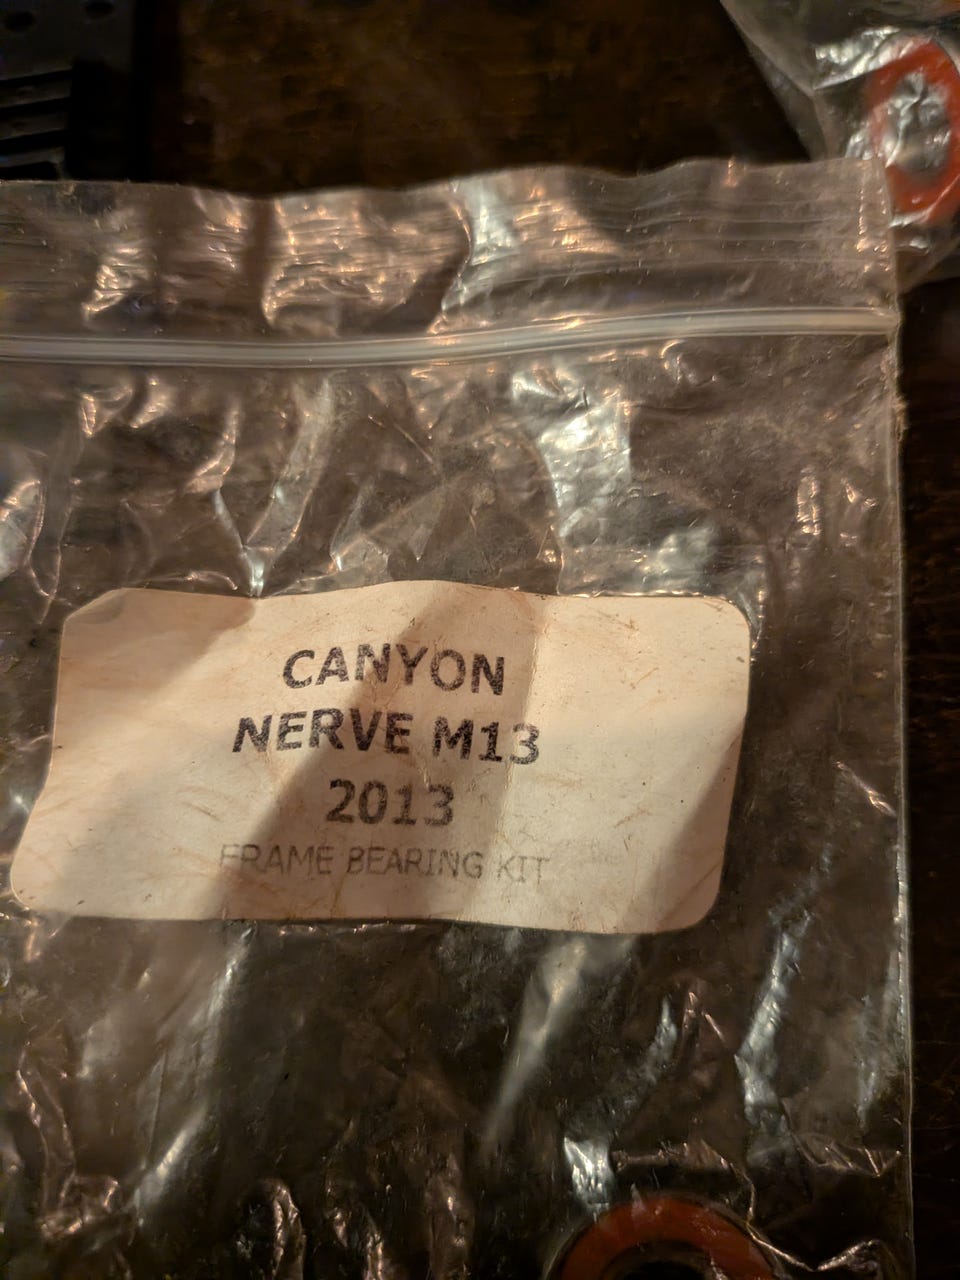 CANYON
NERVE M13
2013
FRAME BEARING KIT